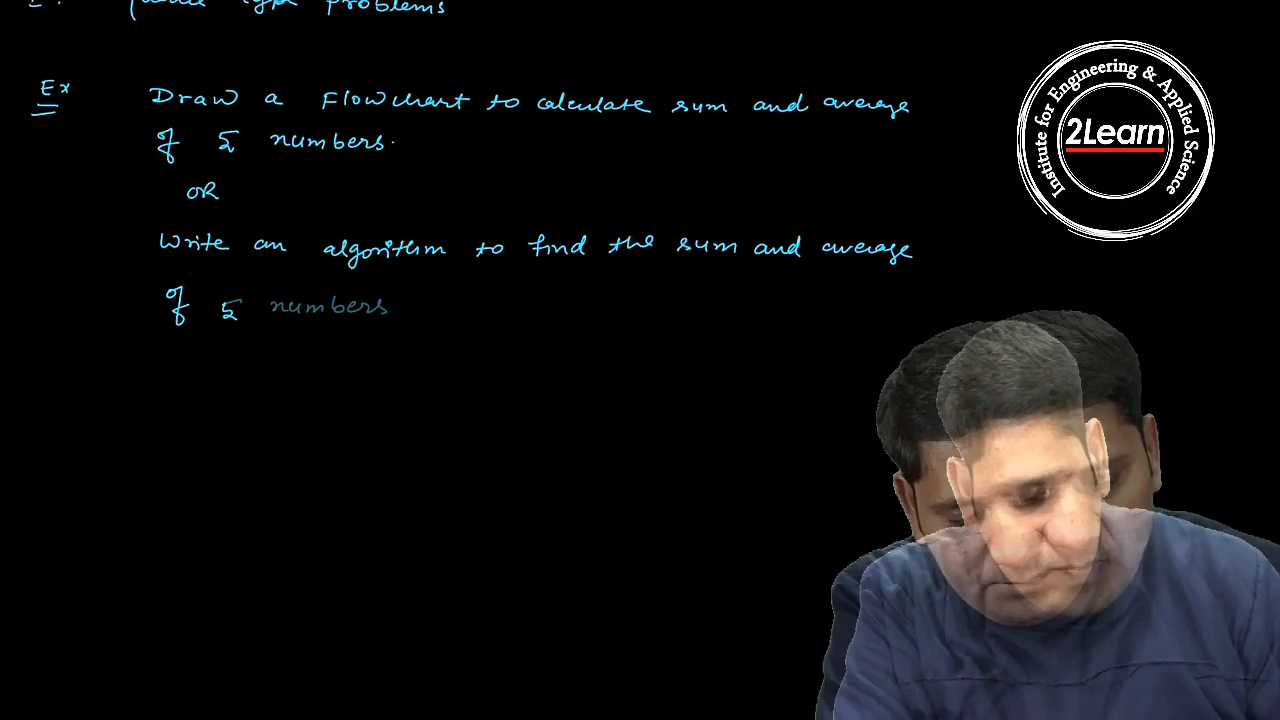 type problems
Ex Draw a Flowchart to calculate sum and average
of 5 numbers.
OR
Write an algorithm to find the sum and average
of 5 numbers
Institute for Engineering & Applied Science
2Learn